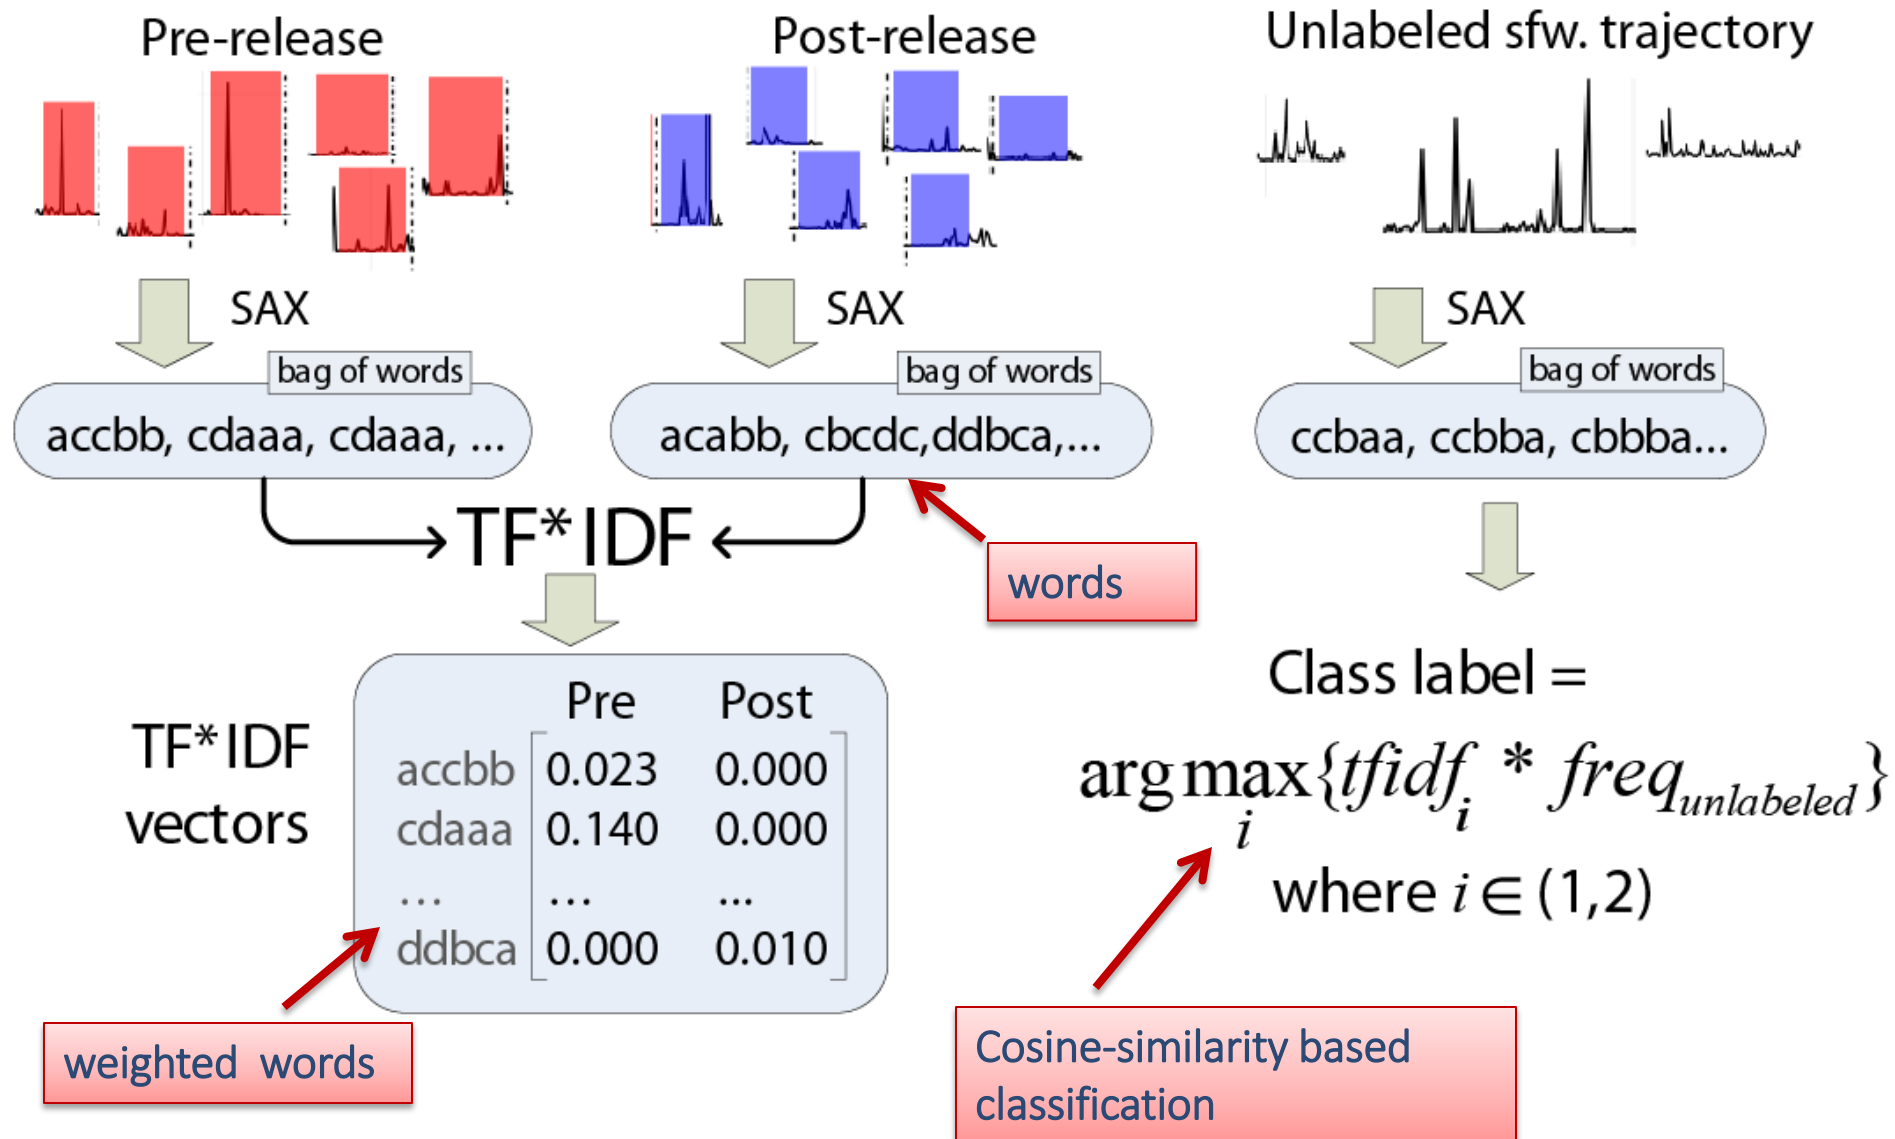 Pre-release
Post-release
Unlabeled sfw. trajectory
SAX
SAX
SAX
bag of words
bag of words
bag of words
accbb, cdaaa, cdaaa, ...
acabb, cbcdc,ddbca,...
ccbaa, ccbba, cbbba...
TF*IDF
words
TF*IDF
vectors
Pre Post
accbb 0.023 0.000
cdaaa 0.140 0.000
... ... ...
ddbca 0.000 0.010
weighted words
Class label =
arg max{tfidf_i * freq_unlabeled}
i
where i ∈ (1,2)
Cosine-similarity based
classification